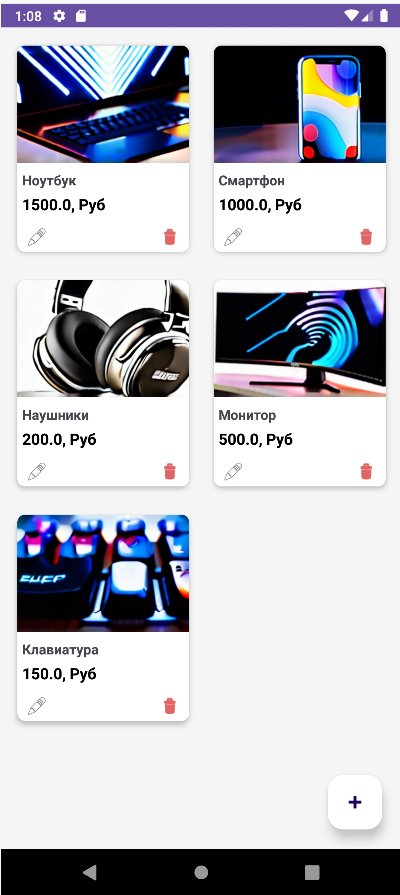 1:08
Ноутбук
1500.0, Руб
Смартфон
1000.0, Руб
Наушники
200.0, Руб
Монитор
500.0, Руб
Клавиатура
150.0, Руб